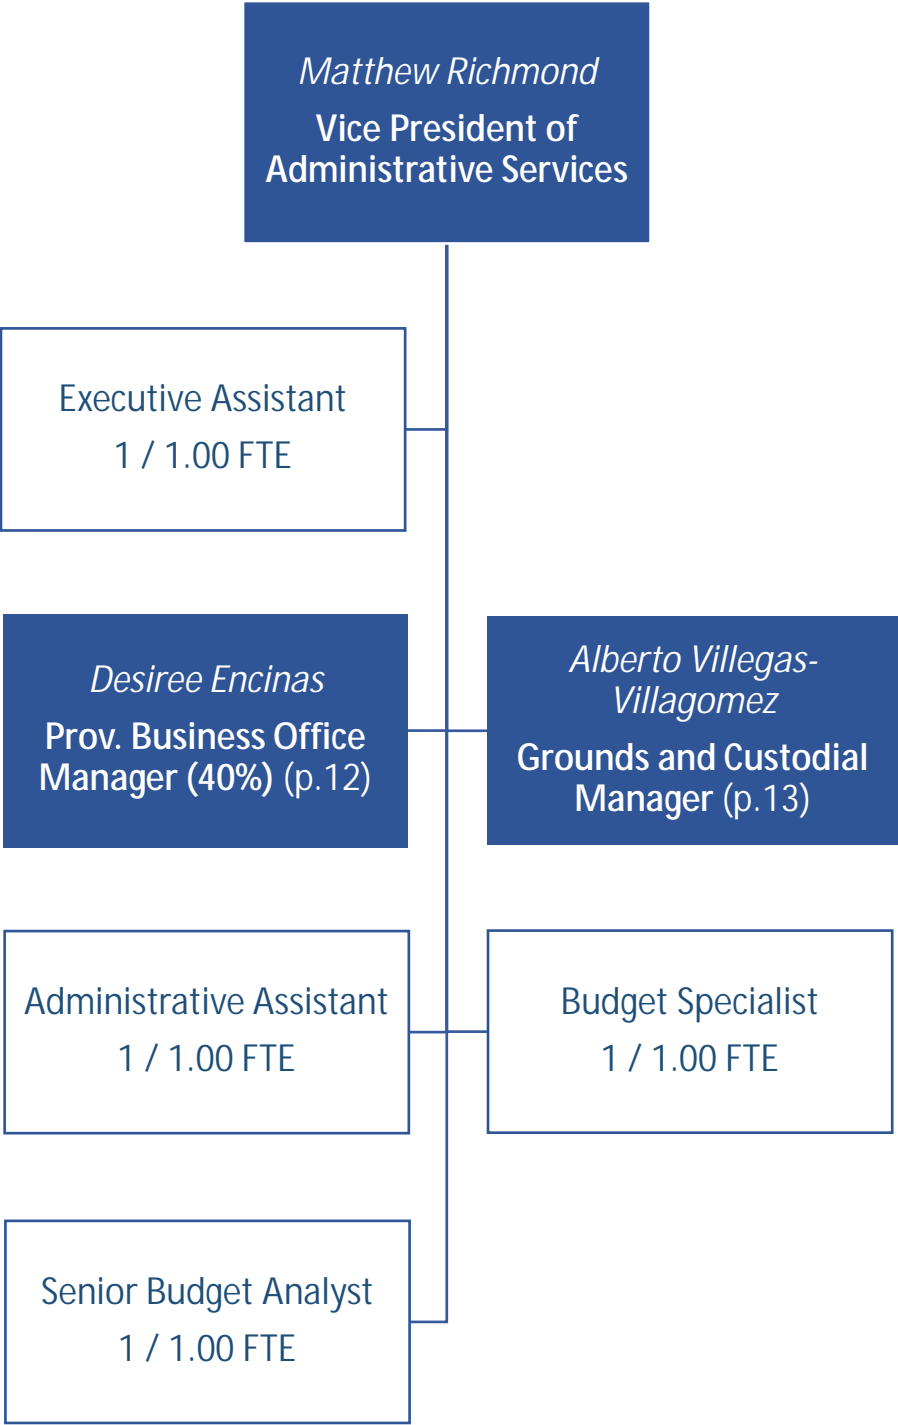 Matthew Richmond
Vice President of
Administrative Services
Executive Assistant
1 / 1.00 FTE
Desiree Encinas
Prov. Business Office
Manager (40%) (p.12)
Alberto Villegas-
Villagomez
Grounds and Custodial
Manager (p.13)
Administrative Assistant
1 / 1.00 FTE
Budget Specialist
1 / 1.00 FTE
Senior Budget Analyst
1 / 1.00 FTE